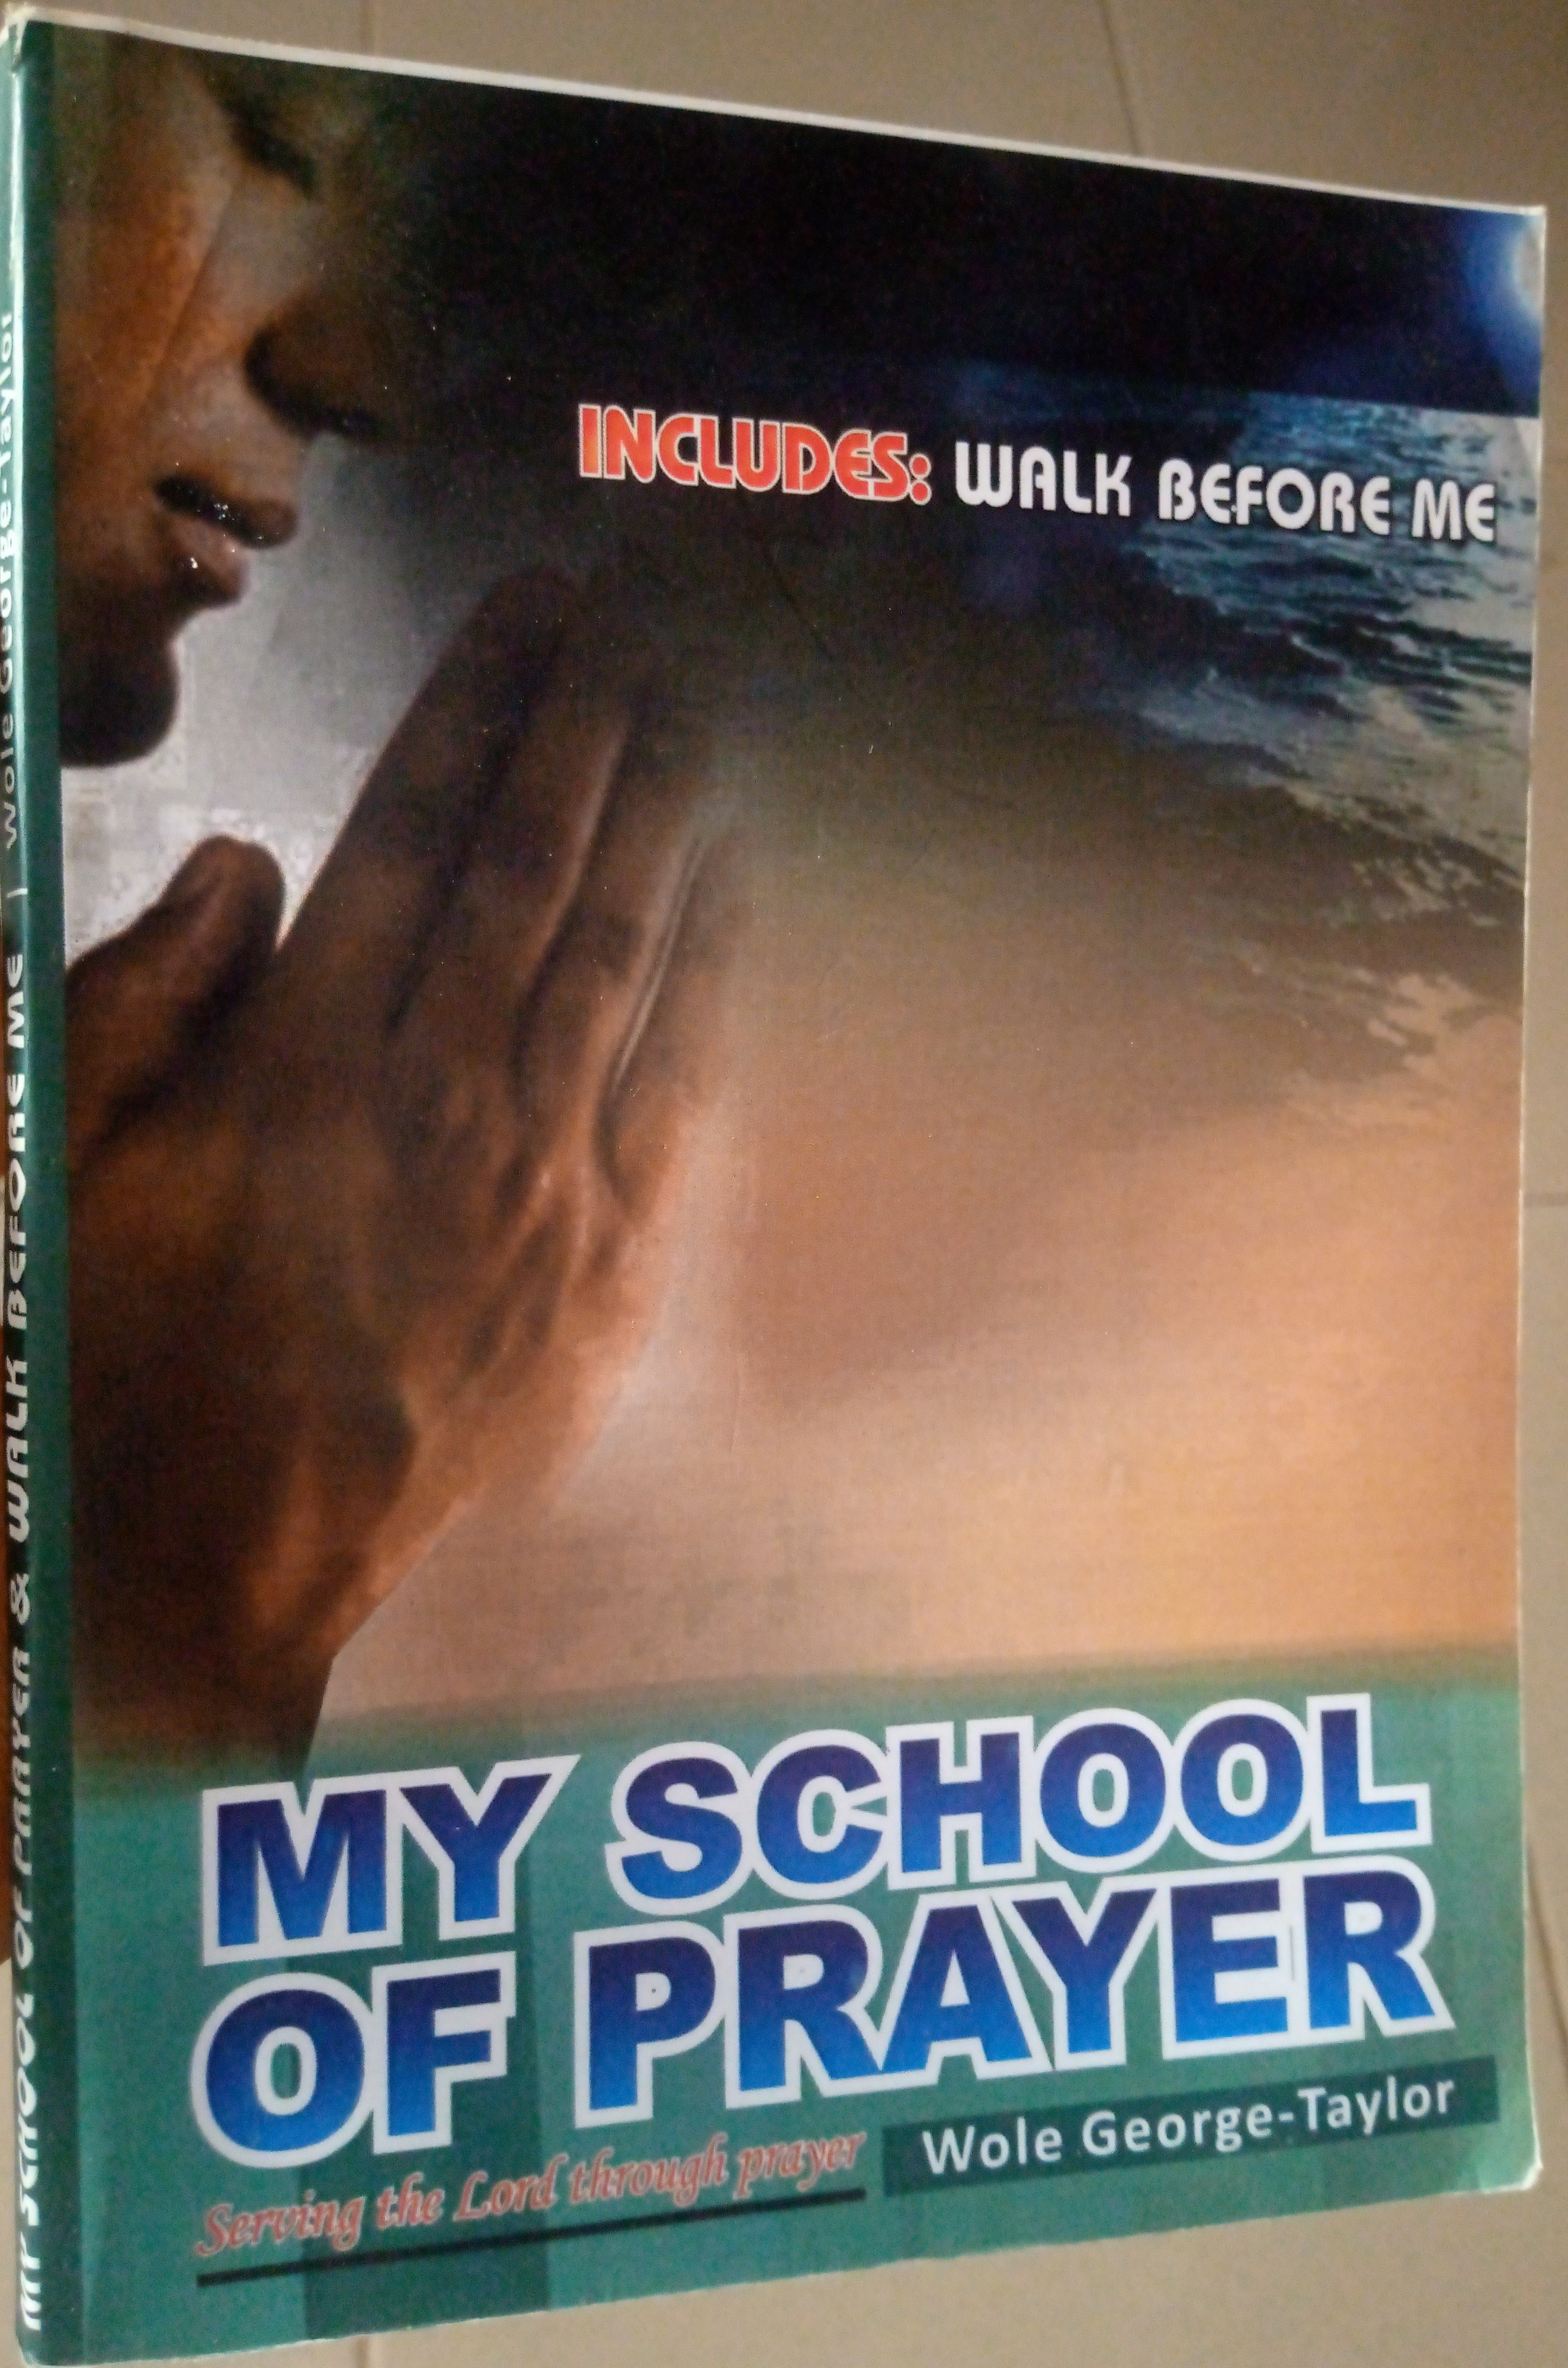 INCLUDES: WALK BEFORE ME
MY SCHOOL
OF PRAYER
Serving the Lord through prayer
Wole George-Taylor
MY SCHOOL OF PRAYER & WALK BEFORE ME | Wole George-Taylor